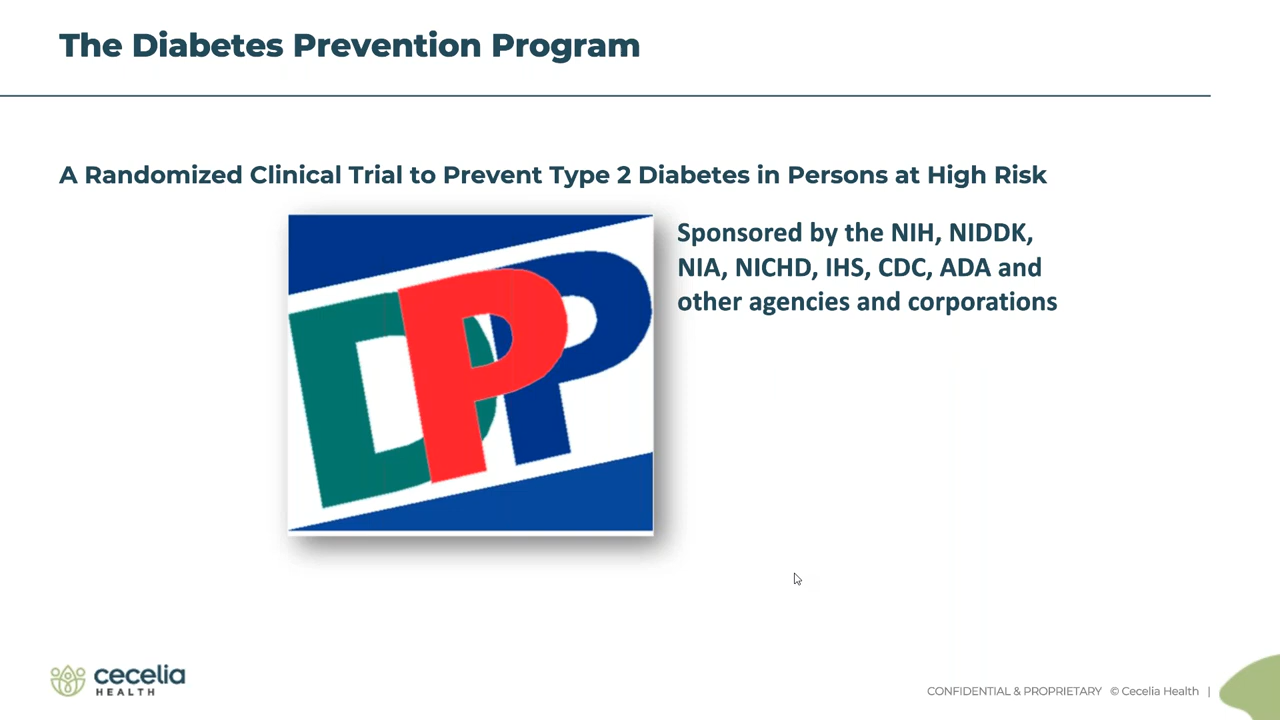 The Diabetes Prevention Program
A Randomized Clinical Trial to Prevent Type 2 Diabetes in Persons at High Risk
DPP
Sponsored by the NIH, NIDDK,
NIA, NICHD, IHS, CDC, ADA and
other agencies and corporations
cecelia
HEALTH
CONFIDENTIAL & PROPRIETARY © Cecelia Health |